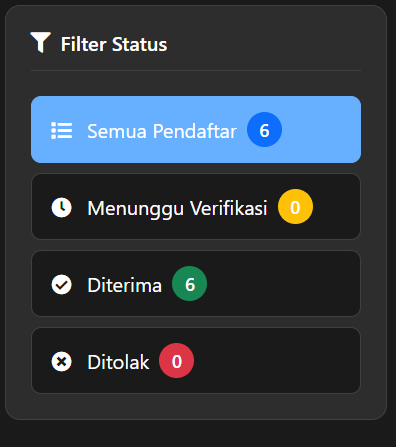 Filter Status
Semua Pendaftar 6
Menunggu Verifikasi 0
Diterima 6
Ditolak 0